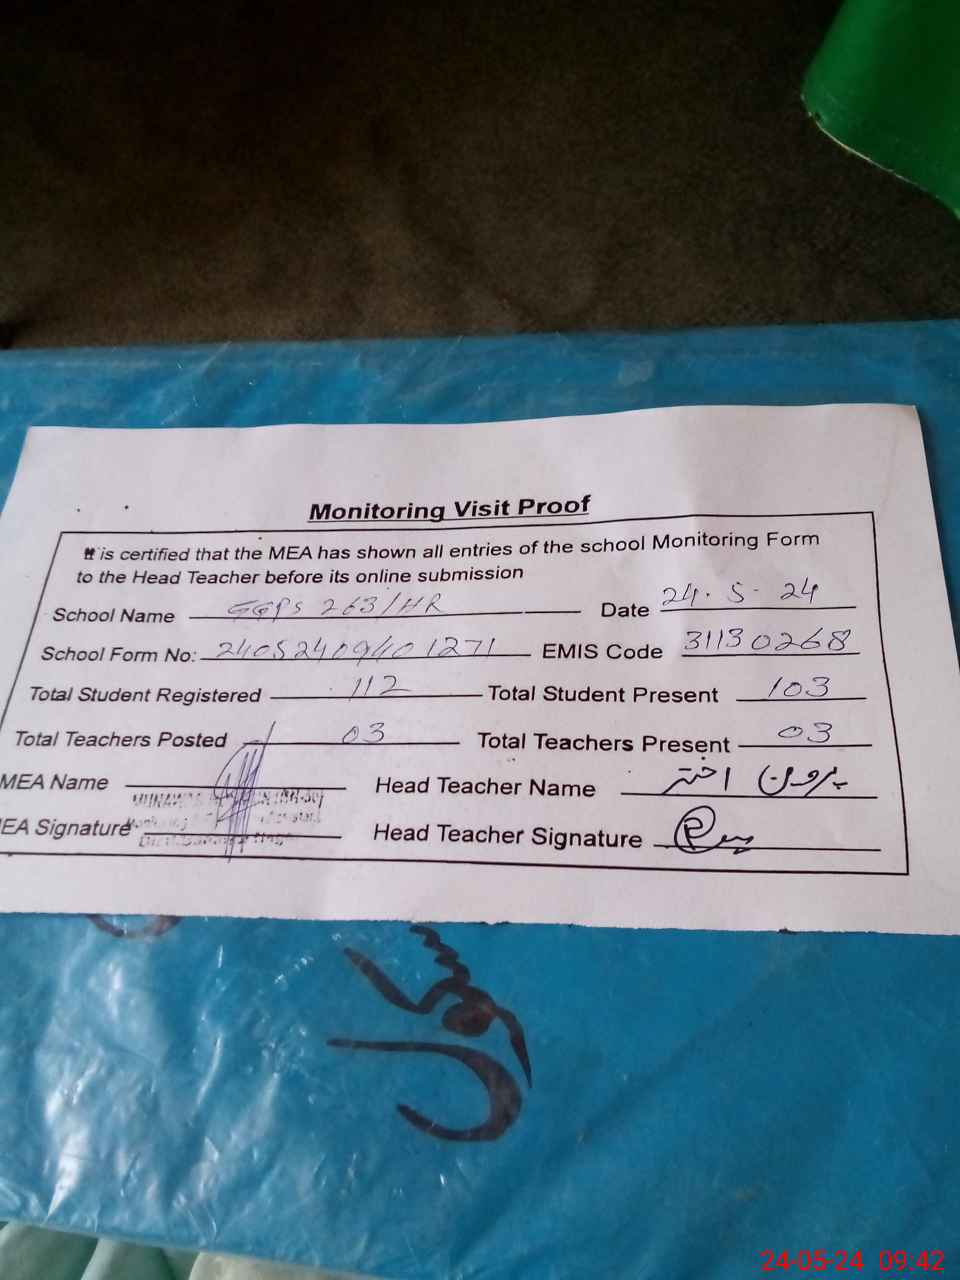 Monitoring Visit Proof
It is certified that the MEA has shown all entries of the school Monitoring Form
to the Head Teacher before its online submission
School Name GGPS 263/HR Date 24.5.24
School Form No: 240524094401271 EMIS Code 31130268
Total Student Registered 112 Total Student Present 103
Total Teachers Posted 03 Total Teachers Present 03
MEA Name Head Teacher Name پروین اختر
EA Signature Head Teacher Signature
24-05-24 09:42